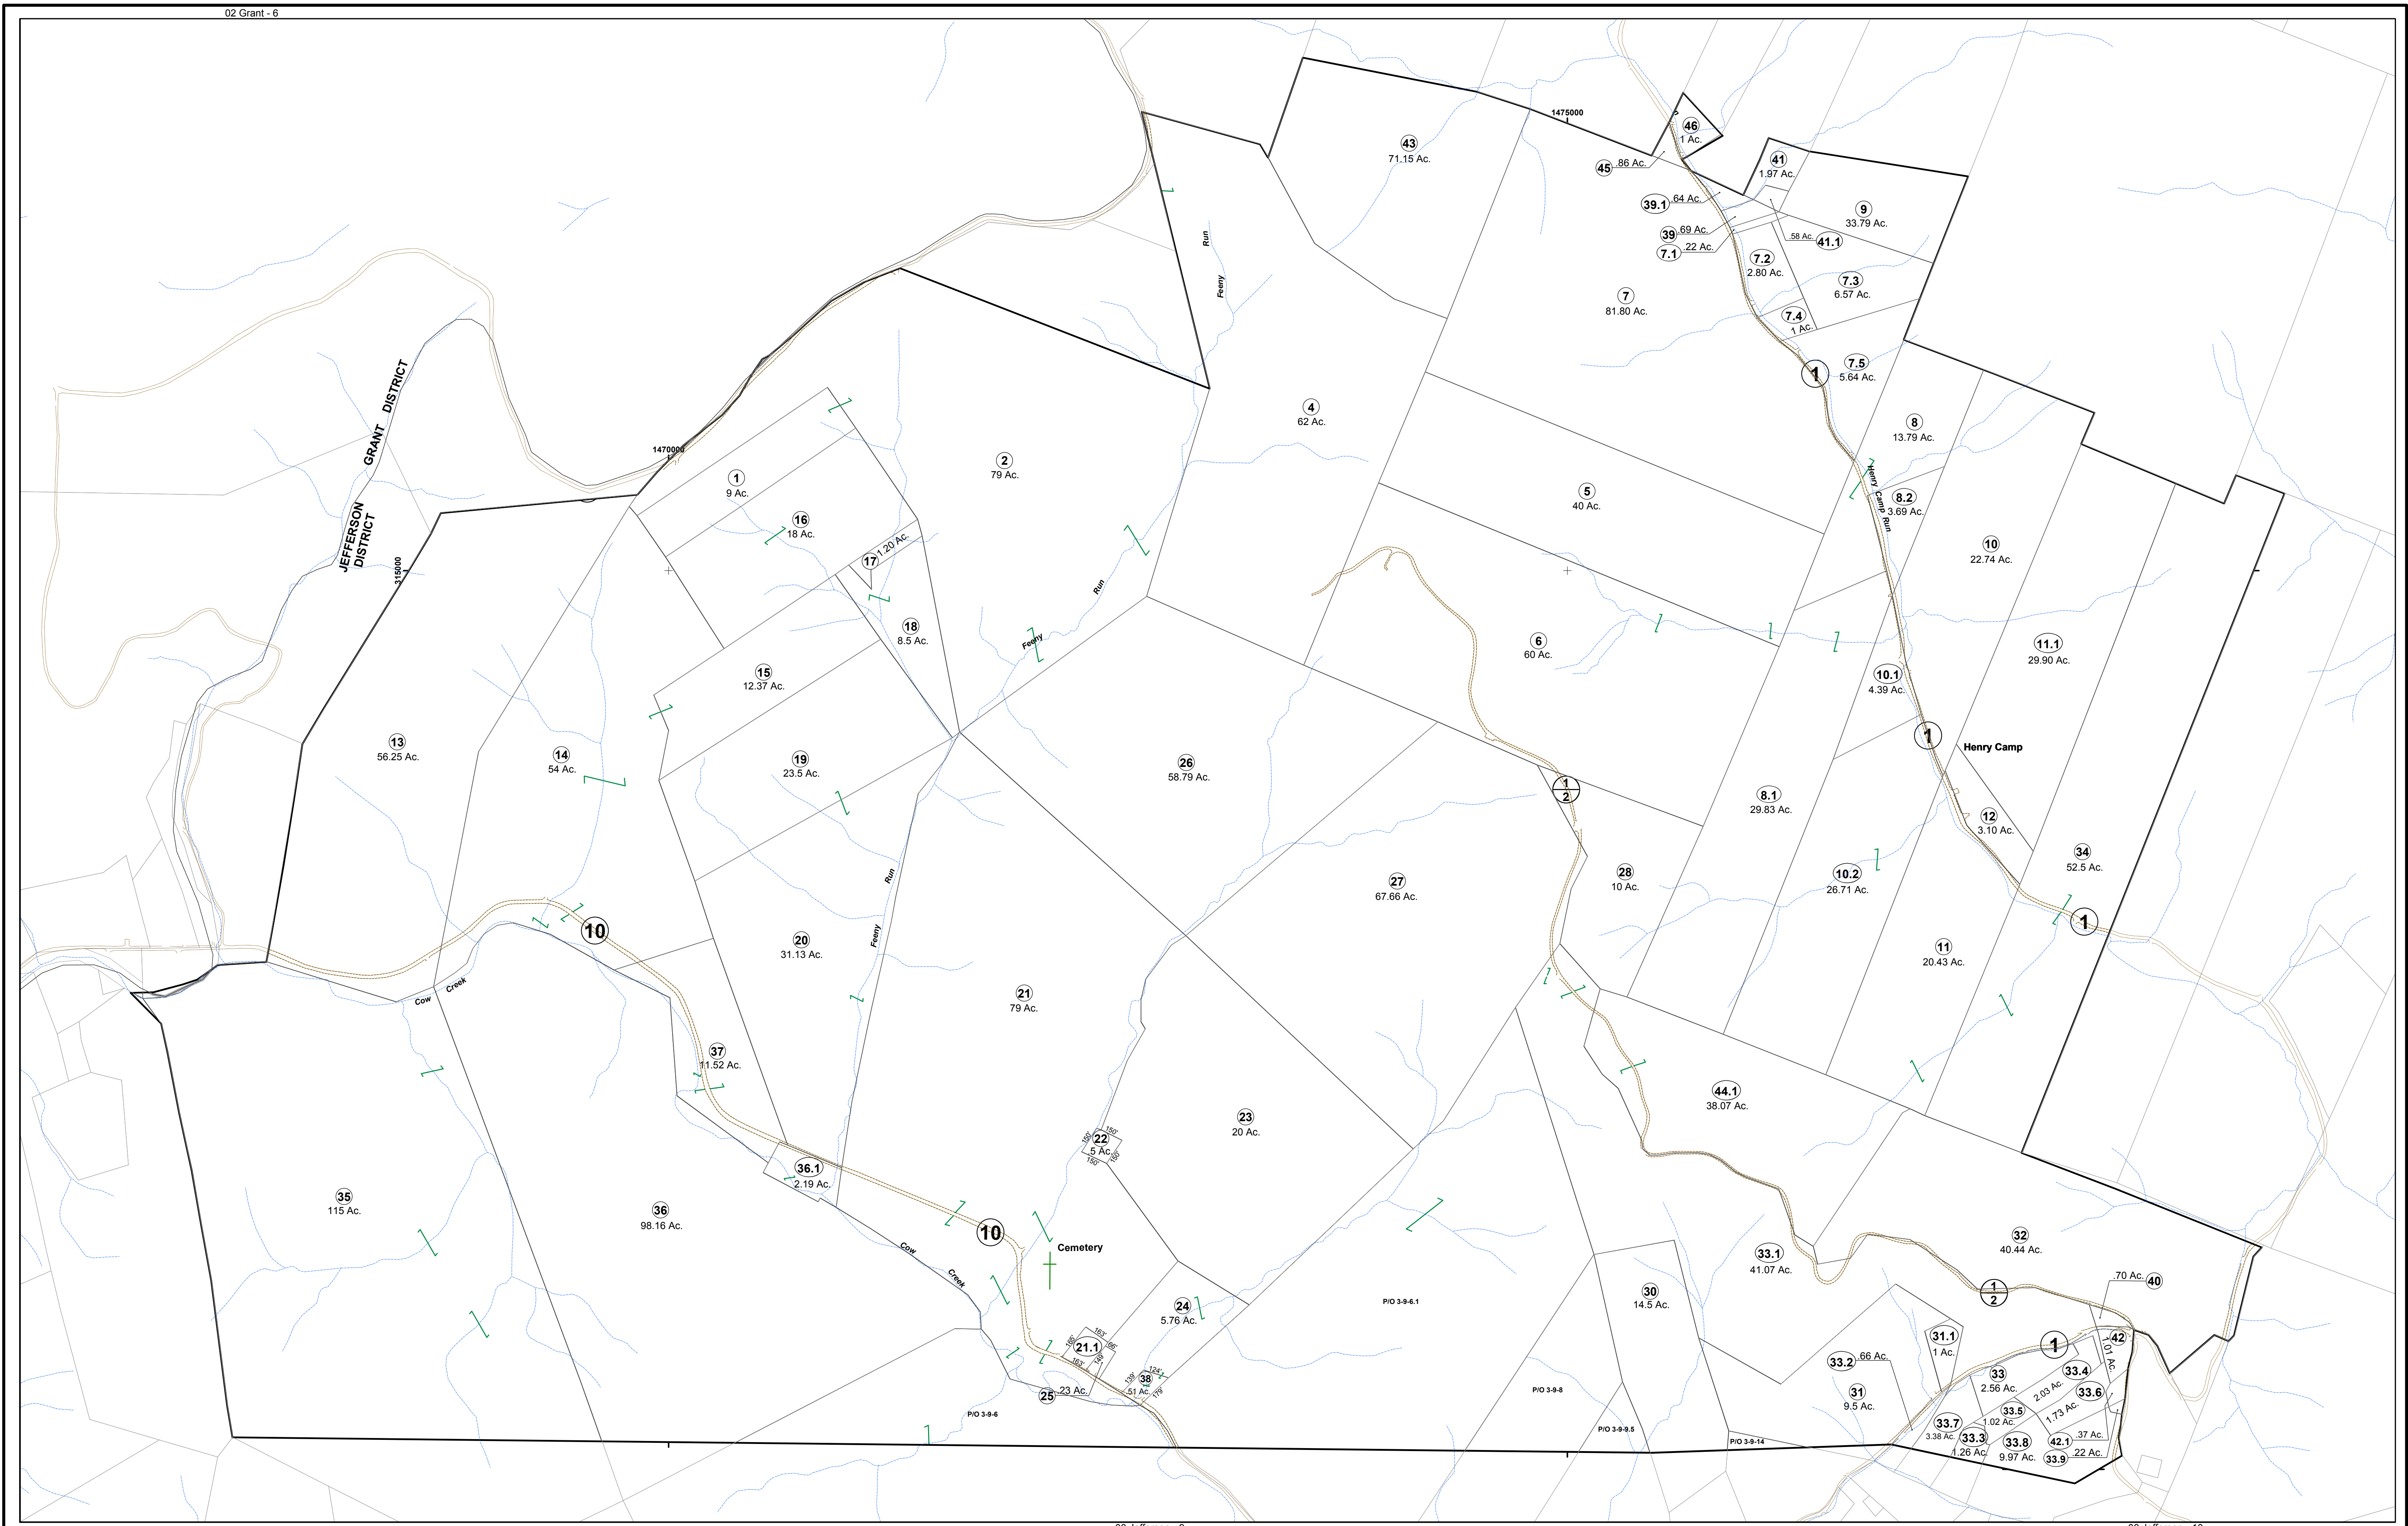 02 Grant - 6
1475000
46
1 Ac.
43
71.15 Ac.
45
.86 Ac.
41
1.97 Ac.
39.1
.64 Ac.
9
33.79 Ac.
39
.69 Ac.
7.1
.22 Ac.
.58 Ac.
41.1
Run
Feeny
7.2
2.80 Ac.
7.3
6.57 Ac.
7
81.80 Ac.
7.4
1 Ac.
7.5
5.64 Ac.
1
GRANT DISTRICT
JEFFERSON
DISTRICT
315000
1470000
4
62 Ac.
8
13.79 Ac.
2
79 Ac.
1
9 Ac.
5
40 Ac.
8.2
3.69 Ac.
Henry Camp Run
16
18 Ac.
17
1.20 Ac.
10
22.74 Ac.
Run
Feeny
18
8.5 Ac.
6
60 Ac.
11.1
29.90 Ac.
15
12.37 Ac.
10.1
4.39 Ac.
13
56.25 Ac.
14
54 Ac.
19
23.5 Ac.
26
58.79 Ac.
1
Henry Camp
1
2
8.1
29.83 Ac.
12
3.10 Ac.
34
52.5 Ac.
27
67.66 Ac.
28
10 Ac.
10.2
26.71 Ac.
Run
Feeny
10
20
31.13 Ac.
1
11
20.43 Ac.
Cow Creek
21
79 Ac.
37
11.52 Ac.
44.1
38.07 Ac.
23
20 Ac.
22
.5 Ac.
150'
150'
150'
150'
36.1
2.19 Ac.
35
115 Ac.
36
98.16 Ac.
10
Cow
Creek
Cemetery
32
40.44 Ac.
33.1
41.07 Ac.
.70 Ac.
40
1
2
30
14.5 Ac.
P/O 3-9-6.1
24
5.76 Ac.
21.1
163'
66'
149'
163'
31.1
1 Ac.
1
42
1.01 Ac.
33.2
.66 Ac.
33
2.56 Ac.
33.4
2.03 Ac.
38
.51 Ac.
124'
179'
139'
25
.23 Ac.
P/O 3-9-8
31
9.5 Ac.
33.6
1.73 Ac.
33.5
1.02 Ac.
P/O 3-9-6
33.7
3.38 Ac.
33.3
1.26 Ac.
33.8
9.97 Ac.
42.1
.37 Ac.
33.9
.22 Ac.
P/O 3-9-9.5
P/O 3-9-14